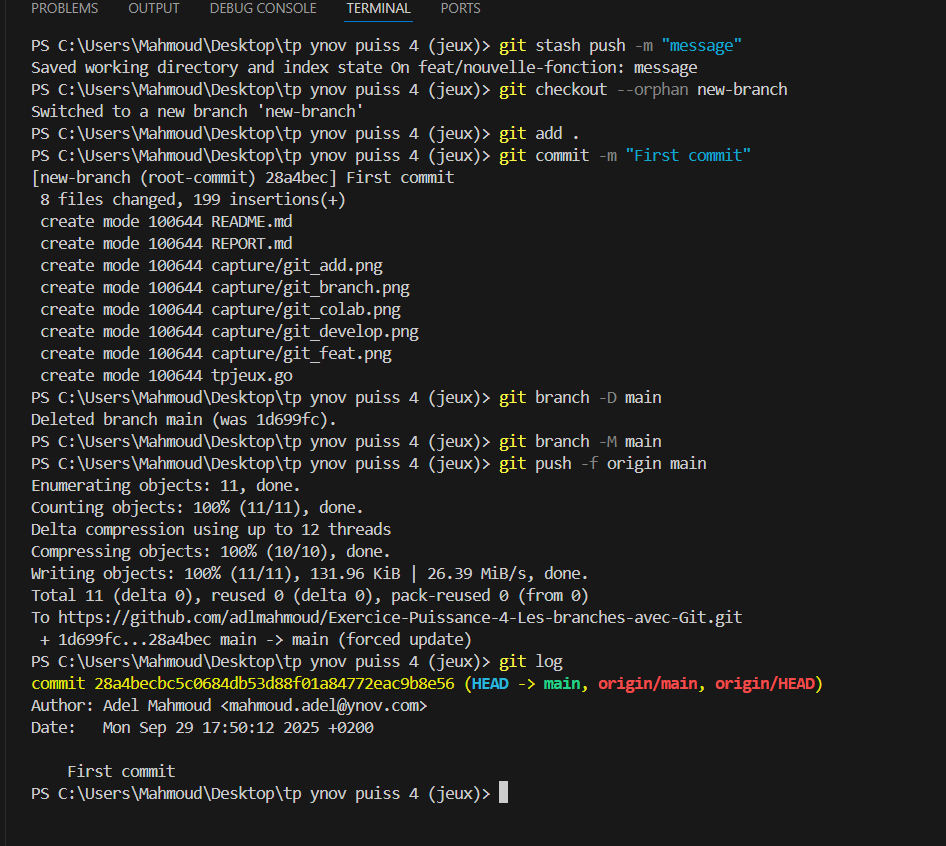 PROBLEMS OUTPUT DEBUG CONSOLE TERMINAL PORTS
PS C:\Users\Mahmoud\Desktop\tp ynov puiss 4 (jeux)> git stash push -m "message"
Saved working directory and index state On feat/nouvelle-fonction: message
PS C:\Users\Mahmoud\Desktop\tp ynov puiss 4 (jeux)> git checkout --orphan new-branch
Switched to a new branch 'new-branch'
PS C:\Users\Mahmoud\Desktop\tp ynov puiss 4 (jeux)> git add .
PS C:\Users\Mahmoud\Desktop\tp ynov puiss 4 (jeux)> git commit -m "First commit"
[new-branch (root-commit) 28a4bec] First commit
 8 files changed, 199 insertions(+)
 create mode 100644 README.md
 create mode 100644 REPORT.md
 create mode 100644 capture/git_add.png
 create mode 100644 capture/git_branch.png
 create mode 100644 capture/git_colab.png
 create mode 100644 capture/git_develop.png
 create mode 100644 capture/git_feat.png
 create mode 100644 tpjeux.go
PS C:\Users\Mahmoud\Desktop\tp ynov puiss 4 (jeux)> git branch -D main
Deleted branch main (was 1d699fc).
PS C:\Users\Mahmoud\Desktop\tp ynov puiss 4 (jeux)> git branch -M main
PS C:\Users\Mahmoud\Desktop\tp ynov puiss 4 (jeux)> git push -f origin main
Enumerating objects: 11, done.
Counting objects: 100% (11/11), done.
Delta compression using up to 12 threads
Compressing objects: 100% (10/10), done.
Writing objects: 100% (11/11), 131.96 KiB | 26.39 MiB/s, done.
Total 11 (delta 0), reused 0 (delta 0), pack-reused 0 (from 0)
To https://github.com/adlmahmoud/Exercice-Puissance-4-Les-branches-avec-Git.git
 + 1d699fc...28a4bec main -> main (forced update)
PS C:\Users\Mahmoud\Desktop\tp ynov puiss 4 (jeux)> git log
commit 28a4becbc5c0684db53d88f01a84772eac9b8e56 (HEAD -> main, origin/main, origin/HEAD)
Author: Adel Mahmoud <mahmoud.adel@ynov.com>
Date:   Mon Sep 29 17:50:12 2025 +0200
    First commit
PS C:\Users\Mahmoud\Desktop\tp ynov puiss 4 (jeux)>